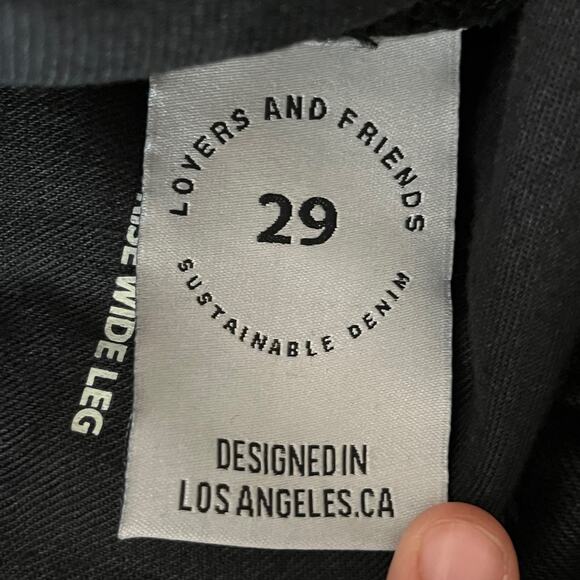 LOVERS AND FRIENDS
29
SUSTAINABLE DENIM
DESIGNED IN
LOS ANGELES.CA
WIDE LEG